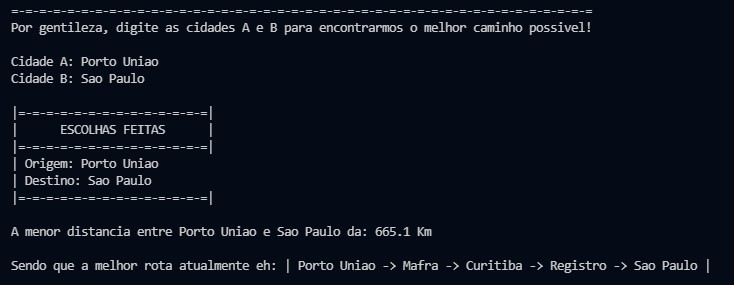 =-=-=-=-=-=-=-=-=-=-=-=-=-=-=-=-=-=-=-=-=-=-=-=-=-=-=-=-=-=-=-=-=-=-=-=-=-=-=-=-=-=
Por gentileza, digite as cidades A e B para encontrarmos o melhor caminho possivel!
Cidade A: Porto Uniao
Cidade B: Sao Paulo
|=-=-=-=-=-=-=-=-=-=-=-=-=-=|
|      ESCOLHAS FEITAS      |
|=-=-=-=-=-=-=-=-=-=-=-=-=-=|
| Origem: Porto Uniao
| Destino: Sao Paulo
|=-=-=-=-=-=-=-=-=-=-=-=-=-=|
A menor distancia entre Porto Uniao e Sao Paulo da: 665.1 Km
Sendo que a melhor rota atualmente eh: | Porto Uniao -> Mafra -> Curitiba -> Registro -> Sao Paulo |